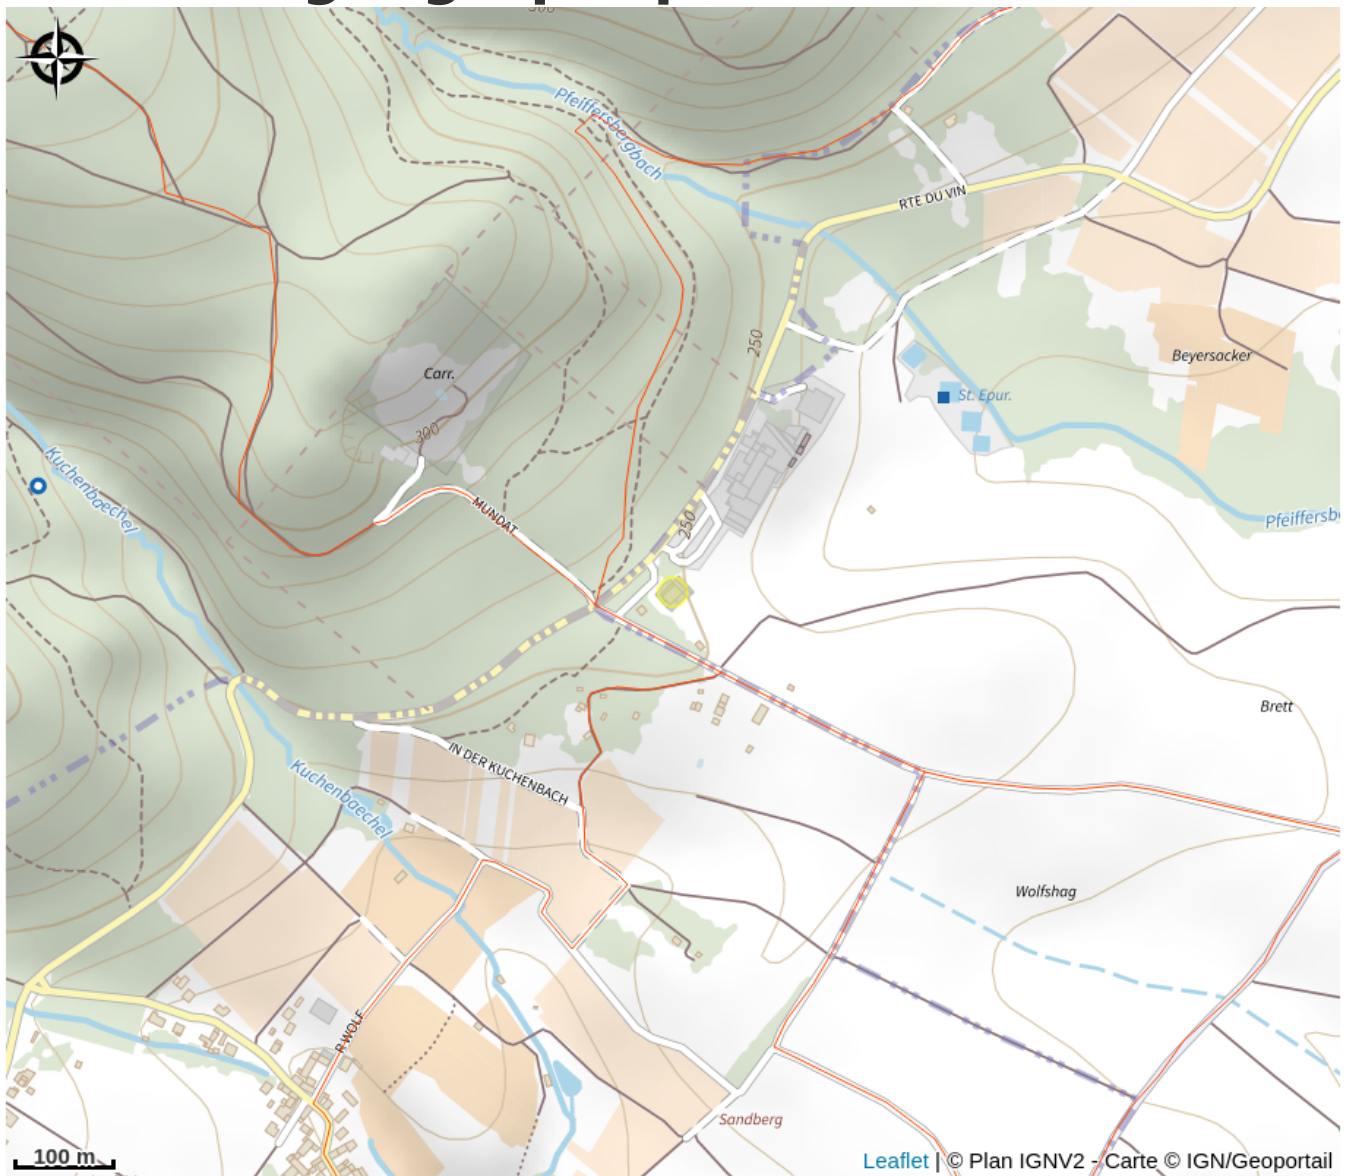 Pfeiffersbergbach
RTE DU VIN
250
Beyersacker
Carr.
St. Epur.
300
Kuchenbaechel
MUNDAT
250
Pfeiffersb
Brett
IN DER KUCHENBACH
Kuchenbaechel
Wolfshag
R WOLF
Sandberg
100 m
Leaflet | © Plan IGNV2 - Carte © IGN/Geoportail